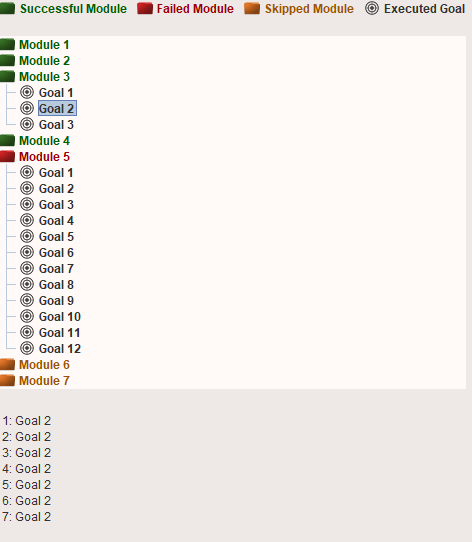 Successful Module Failed Module Skipped Module Executed Goal
Module 1
Module 2
Module 3
Goal 1
Goal 2
Goal 3
Module 4
Module 5
Goal 1
Goal 2
Goal 3
Goal 4
Goal 5
Goal 6
Goal 7
Goal 8
Goal 9
Goal 10
Goal 11
Goal 12
Module 6
Module 7
1: Goal 2
2: Goal 2
3: Goal 2
4: Goal 2
5: Goal 2
6: Goal 2
7: Goal 2